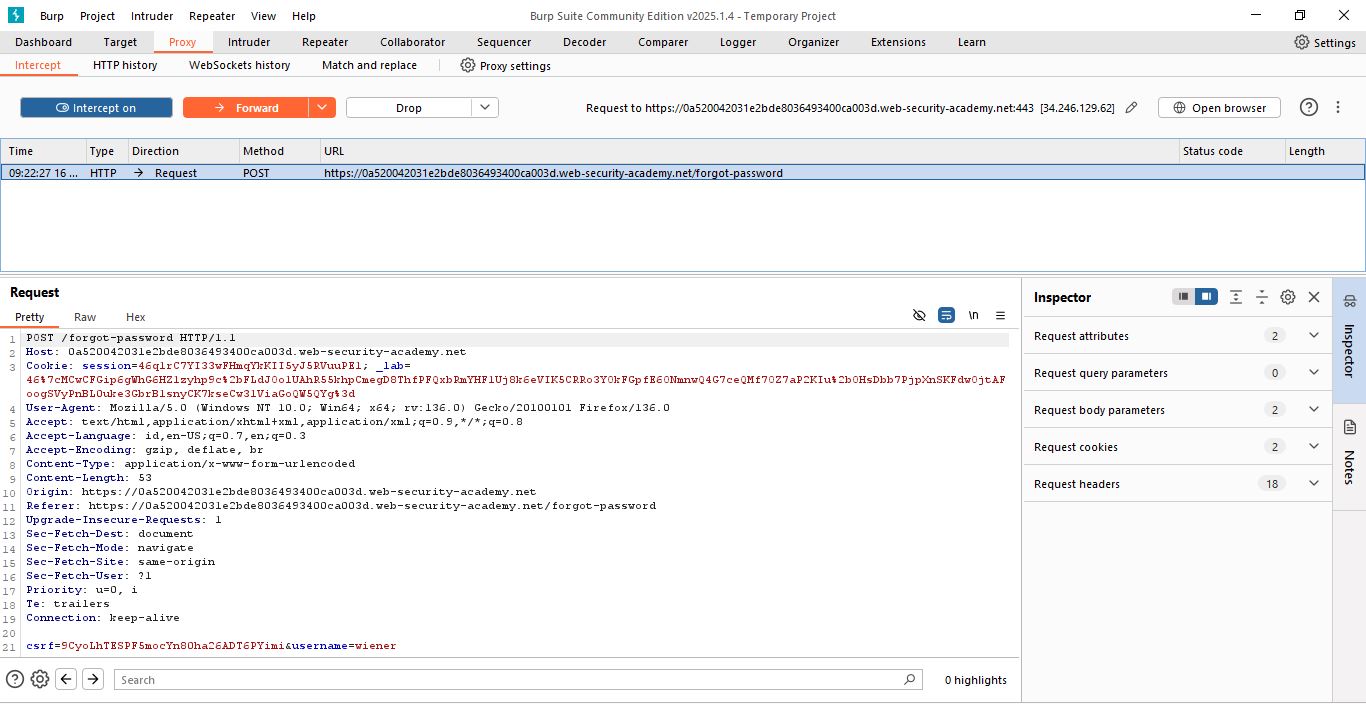 Burp Project Intruder Repeater View Help Burp Suite Community Edition v2025.1.4 - Temporary Project
Dashboard Target Proxy Intruder Repeater Collaborator Sequencer Decoder Comparer Logger Organizer Extensions Learn Settings
Intercept HTTP history WebSockets history Match and replace Proxy settings
Intercept on Forward Drop Request to https://0a520042031e2bde8036493400ca003d.web-security-academy.net:443 [34.246.129.62] Open browser
Time Type Direction Method URL Status code Length
09:22:27 16 ... HTTP Request POST https://0a520042031e2bde8036493400ca003d.web-security-academy.net/forgot-password
Request
Pretty Raw Hex \n
1 POST /forgot-password HTTP/1.1
2 Host: 0a520042031e2bde8036493400ca003d.web-security-academy.net
3 Cookie: session=46qlrC7YI33wFHmqYkKII5yJ5RVuuPEl; _lab=
46%7cMCwCFGip6gWhG6HZlzyhp9c%2bFLdJ0olUAhR55khpCmegD8ThfPFQxbRmYHFlUj8k6eVIK5CRRo3Y0kFGpfE60NmnwQ4G7ceQMf70Z7aP2KIu%2b0HsDbb7PjpXnSKFdw0jtAF
oogSVyPnBL0uke3GbrBlsnyCK7kseCw3lViaGoQW5QYg%3d
4 User-Agent: Mozilla/5.0 (Windows NT 10.0; Win64; x64; rv:136.0) Gecko/20100101 Firefox/136.0
5 Accept: text/html,application/xhtml+xml,application/xml;q=0.9,*/*;q=0.8
6 Accept-Language: id,en-US;q=0.7,en;q=0.3
7 Accept-Encoding: gzip, deflate, br
8 Content-Type: application/x-www-form-urlencoded
9 Content-Length: 53
10 Origin: https://0a520042031e2bde8036493400ca003d.web-security-academy.net
11 Referer: https://0a520042031e2bde8036493400ca003d.web-security-academy.net/forgot-password
12 Upgrade-Insecure-Requests: 1
13 Sec-Fetch-Dest: document
14 Sec-Fetch-Mode: navigate
15 Sec-Fetch-Site: same-origin
16 Sec-Fetch-User: ?1
17 Priority: u=0, i
18 Te: trailers
19 Connection: keep-alive
20
21 csrf=9CyoLhTESPF5mocYn80ha26ADT6PYimi&username=wiener
Search 0 highlights
Inspector
Request attributes 2
Request query parameters 0
Request body parameters 2
Request cookies 2
Request headers 18
Inspector
Notes